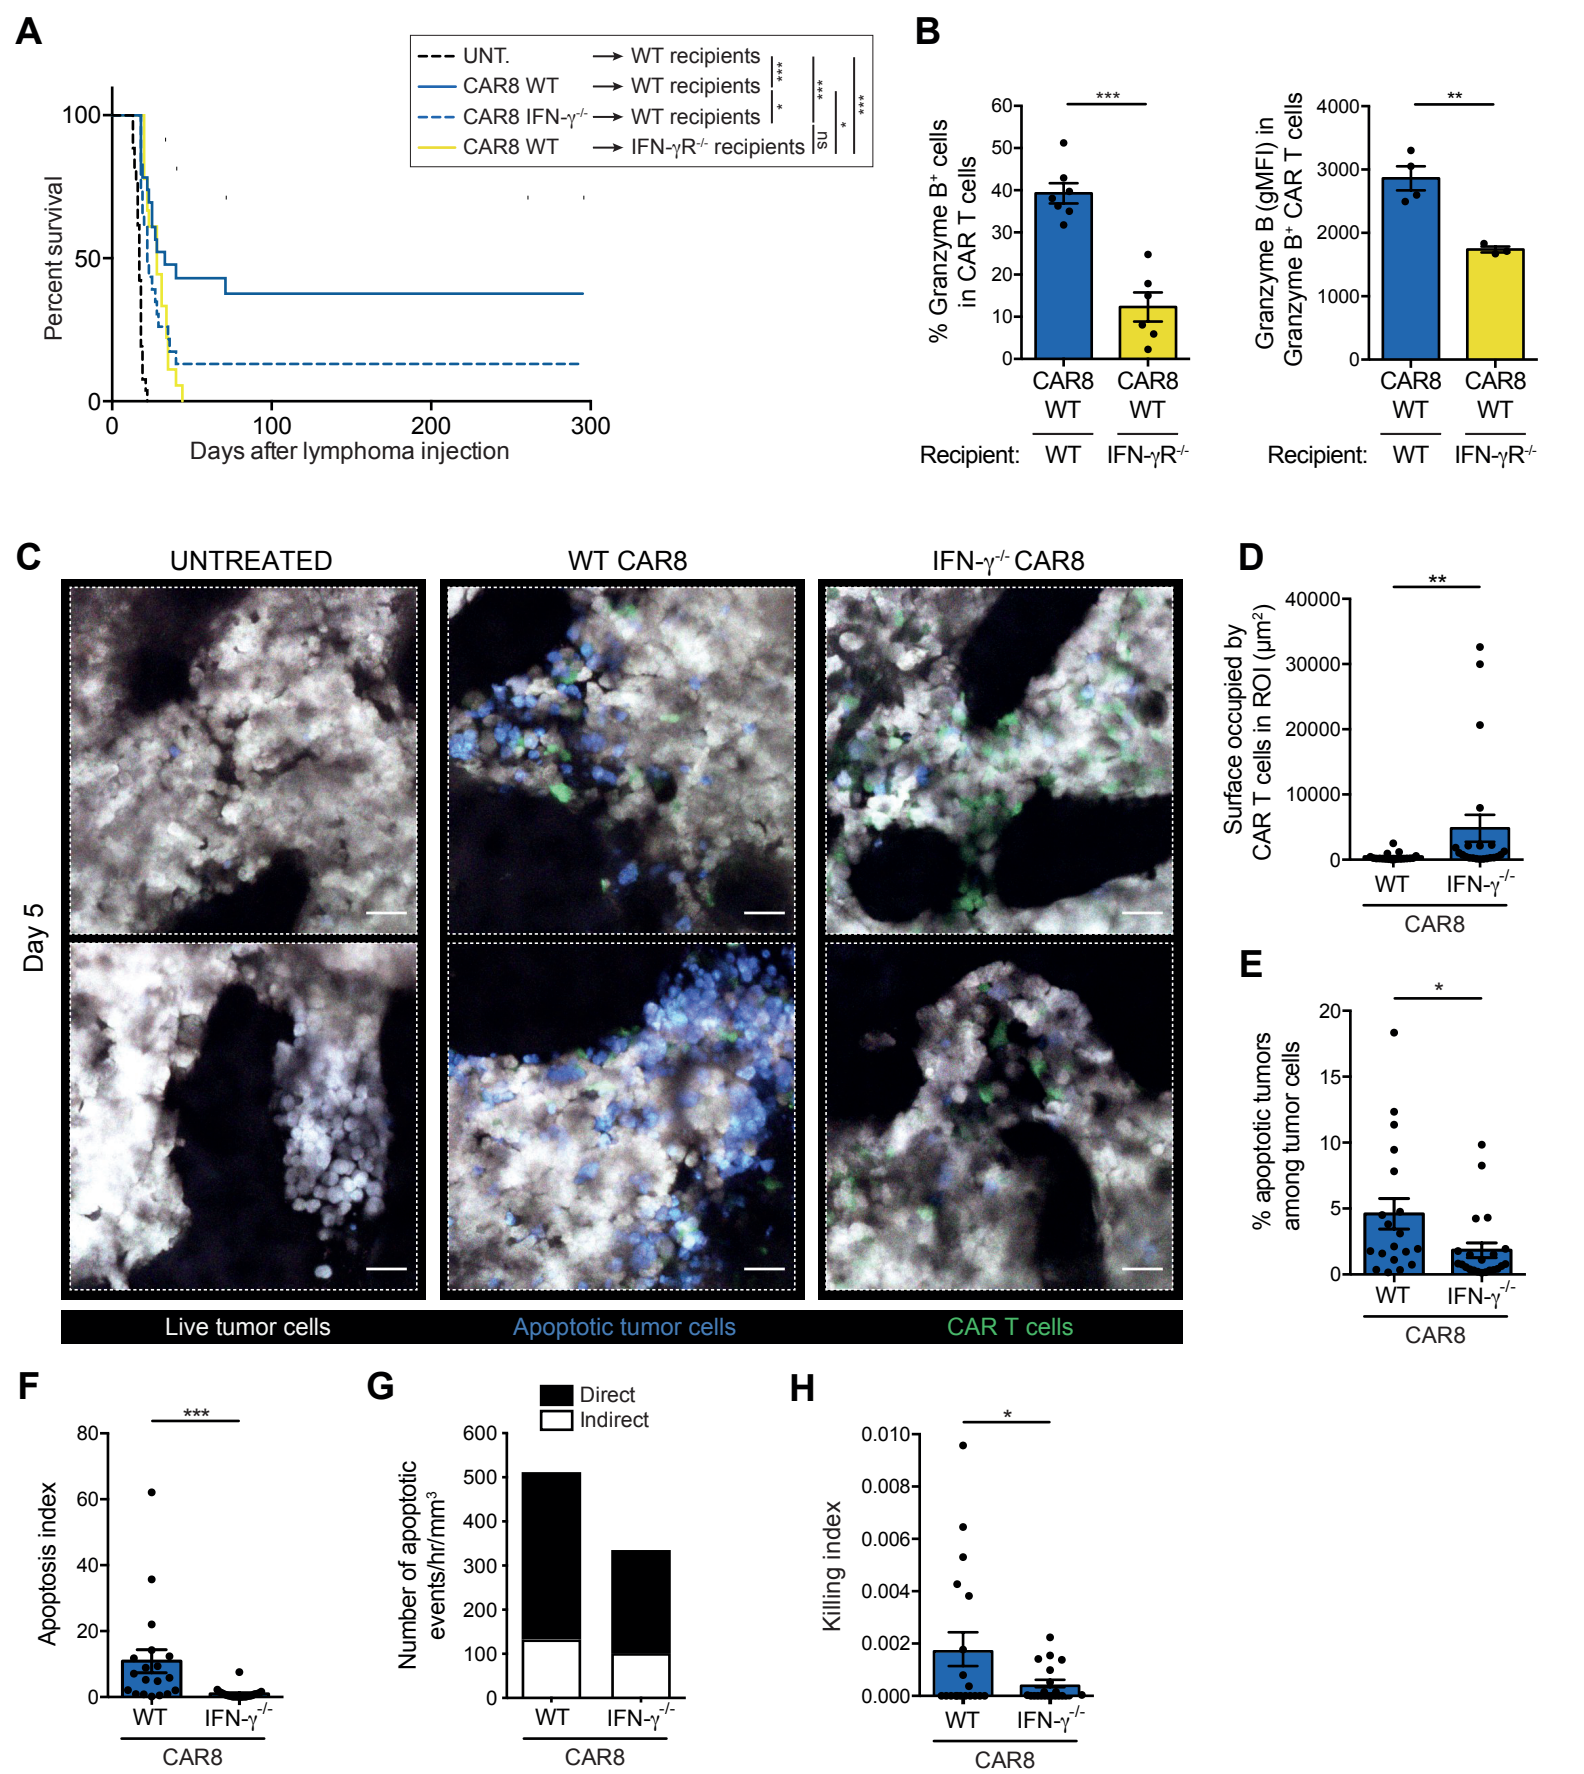 A
UNT. → WT recipients
CAR8 WT → WT recipients
CAR8 IFN-γ-/- → WT recipients
CAR8 WT → IFN-γR-/- recipients
***
*
***
ns
*
***
Percent survival
100
50
0
0 100 200 300
Days after lymphoma injection
B
% Granzyme B+ cells
in CAR T cells
60
50
40
30
20
10
0
***
CAR8 CAR8
WT WT
Recipient: WT IFN-γR-/-
Granzyme B (gMFI) in
Granzyme B+ CAR T cells
4000
3000
2000
1000
0
**
CAR8 CAR8
WT WT
Recipient: WT IFN-γR-/-
C
UNTREATED WT CAR8 IFN-γ-/- CAR8
Day 5
Live tumor cells Apoptotic tumor cells CAR T cells
D
Surface occupied by
CAR T cells in ROI (µm2)
40000
30000
20000
10000
0
**
WT IFN-γ-/-
CAR8
E
% apoptotic tumors
among tumor cells
20
15
10
5
0
*
WT IFN-γ-/-
CAR8
F
Apoptosis index
80
60
40
20
0
***
WT IFN-γ-/-
CAR8
G
Direct
Indirect
Number of apoptotic
events/hr/mm3
600
500
400
300
200
100
0
WT IFN-γ-/-
CAR8
H
Killing index
0.010
0.008
0.006
0.004
0.002
0.000
*
WT IFN-γ-/-
CAR8